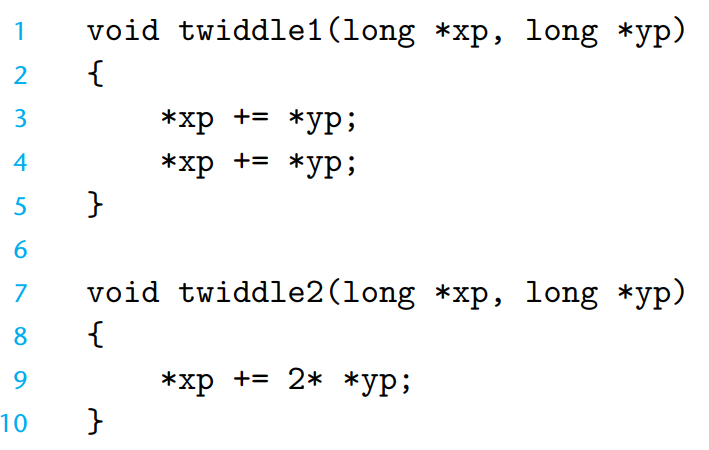 1 void twiddle1(long *xp, long *yp)
2 {
3     *xp += *yp;
4     *xp += *yp;
5 }
6
7 void twiddle2(long *xp, long *yp)
8 {
9     *xp += 2* *yp;
10 }